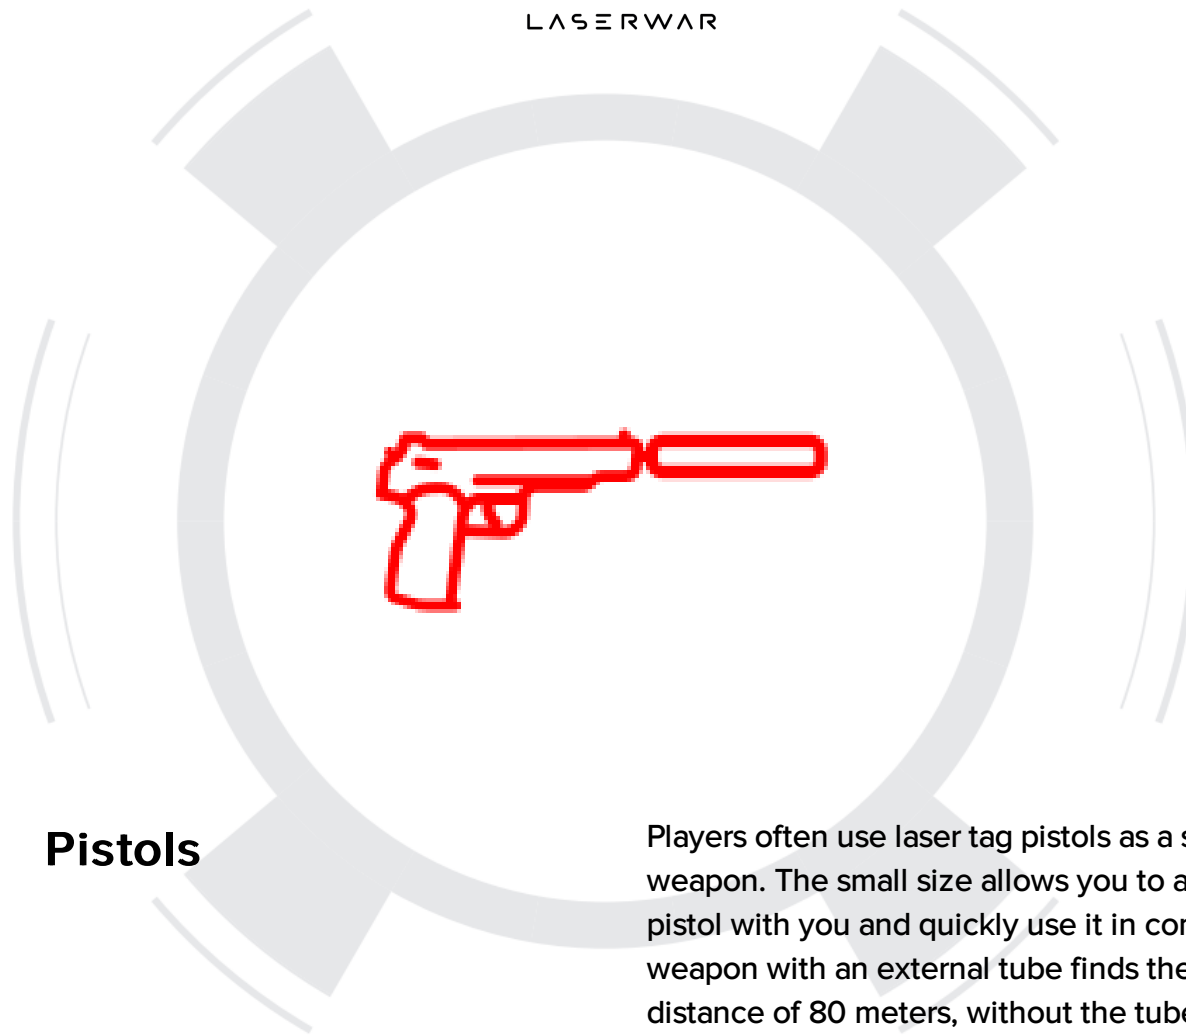 LASERWAR
Pistols
Players often use laser tag pistols as a
weapon. The small size allows you to
pistol with you and quickly use it in
weapon with an external tube finds
distance of 80 meters, without the